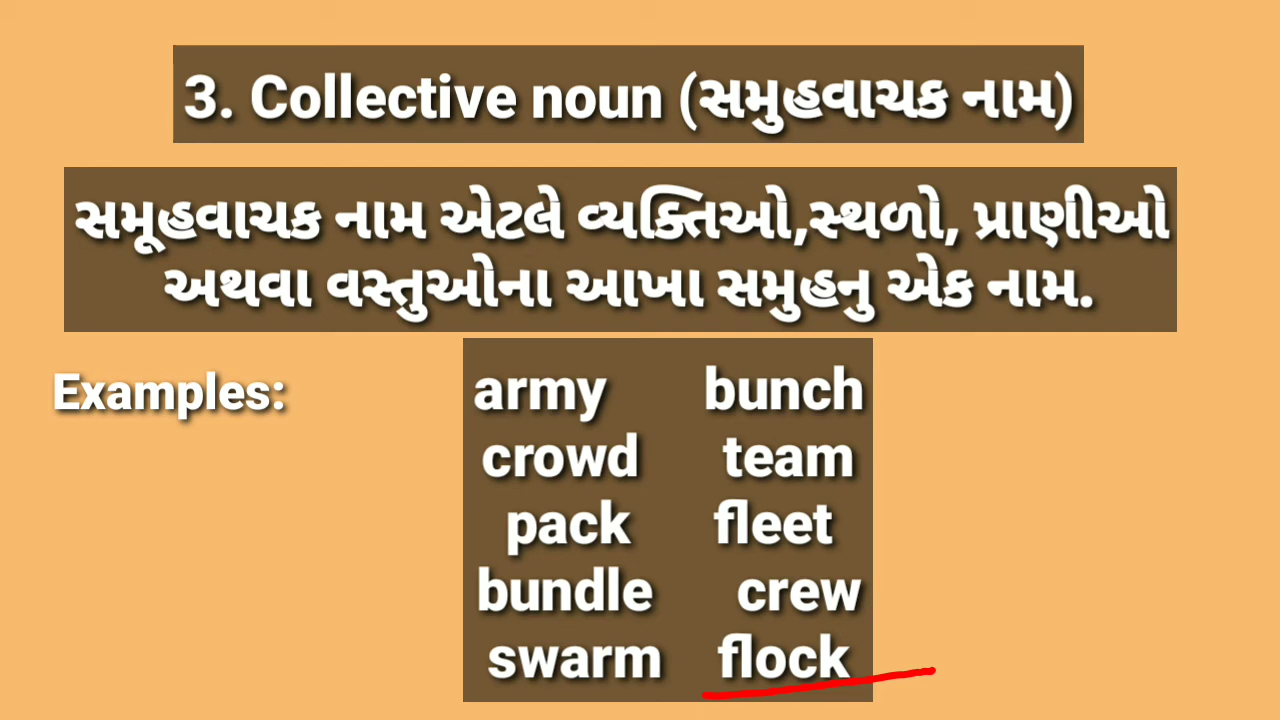 3. Collective noun (સમુહવાચક નામ)
સમૂહવાચક નામ એટલે વ્યક્તિઓ,સ્થળો, પ્રાણીઓ
અથવા વસ્તુઓના આખા સમુહનુ એક નામ.
Examples:
army bunch
crowd team
pack fleet
bundle crew
swarm flock